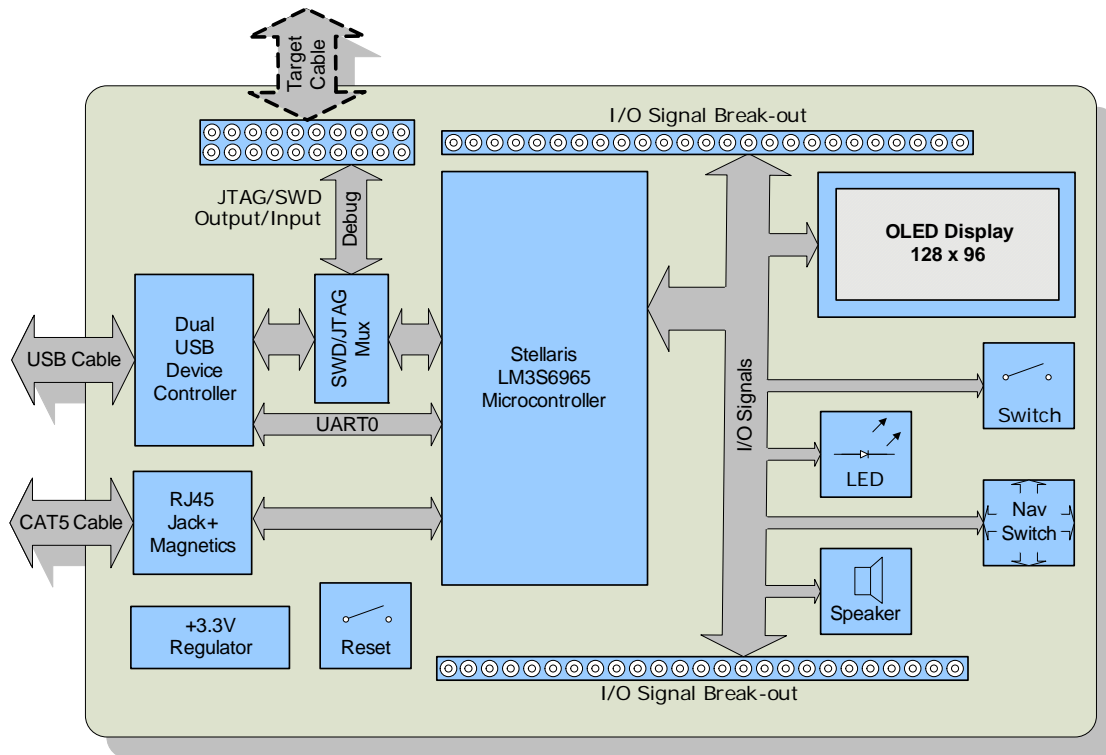 Target
Cable
I/O Signal Break-out
JTAG/SWD
Output/Input
Debug
OLED Display
128 x 96
Dual
USB
Device
Controller
SWD/JTAG
Mux
Stellaris
LM3S6965
Microcontroller
USB Cable
UART0
I/O Signals
Switch
LED
RJ45
Jack+
Magnetics
CAT5 Cable
Nav
Switch
Speaker
+3.3V
Regulator
Reset
I/O Signal Break-out